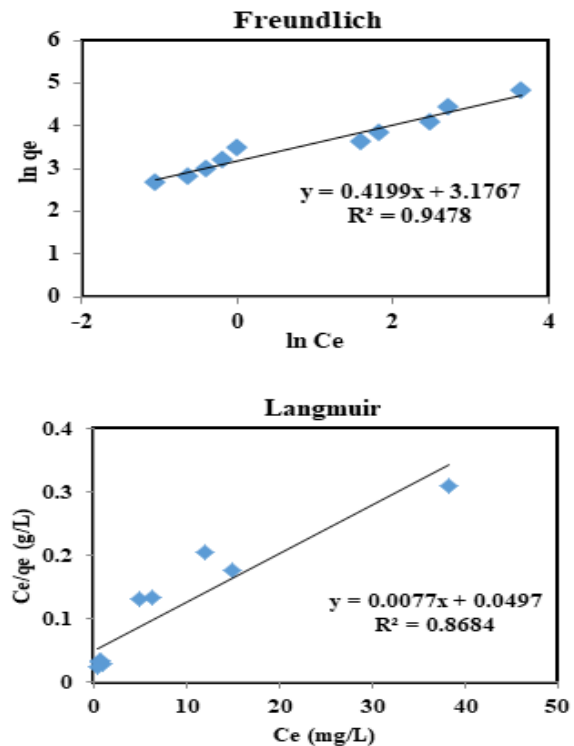 Freundlich
6
5
4
3
2
1
0
ln qe
y = 0.4199x + 3.1767
R² = 0.9478
-2 0 2 4
ln Ce
Langmuir
0.4
0.3
0.2
0.1
0
Ce/qe (g/L)
y = 0.0077x + 0.0497
R² = 0.8684
0 10 20 30 40 50
Ce (mg/L)